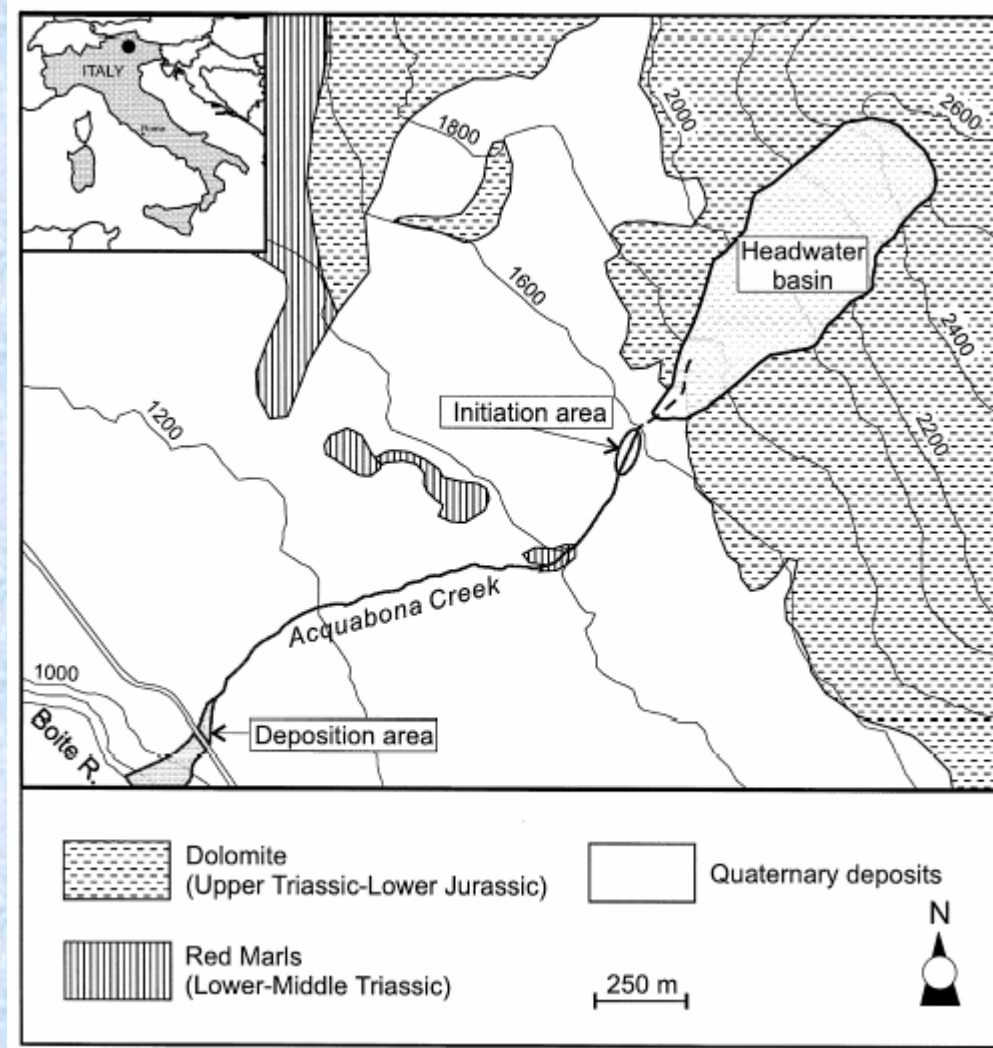 ITALY
Rome
1800
2000
2600
Headwater
basin
1600
2400
1200
Initiation area
2200
Acquabona Creek
1000
Boite R.
Deposition area
Dolomite
(Upper Triassic-Lower Jurassic)
Quaternary deposits
N
Red Marls
(Lower-Middle Triassic)
250 m